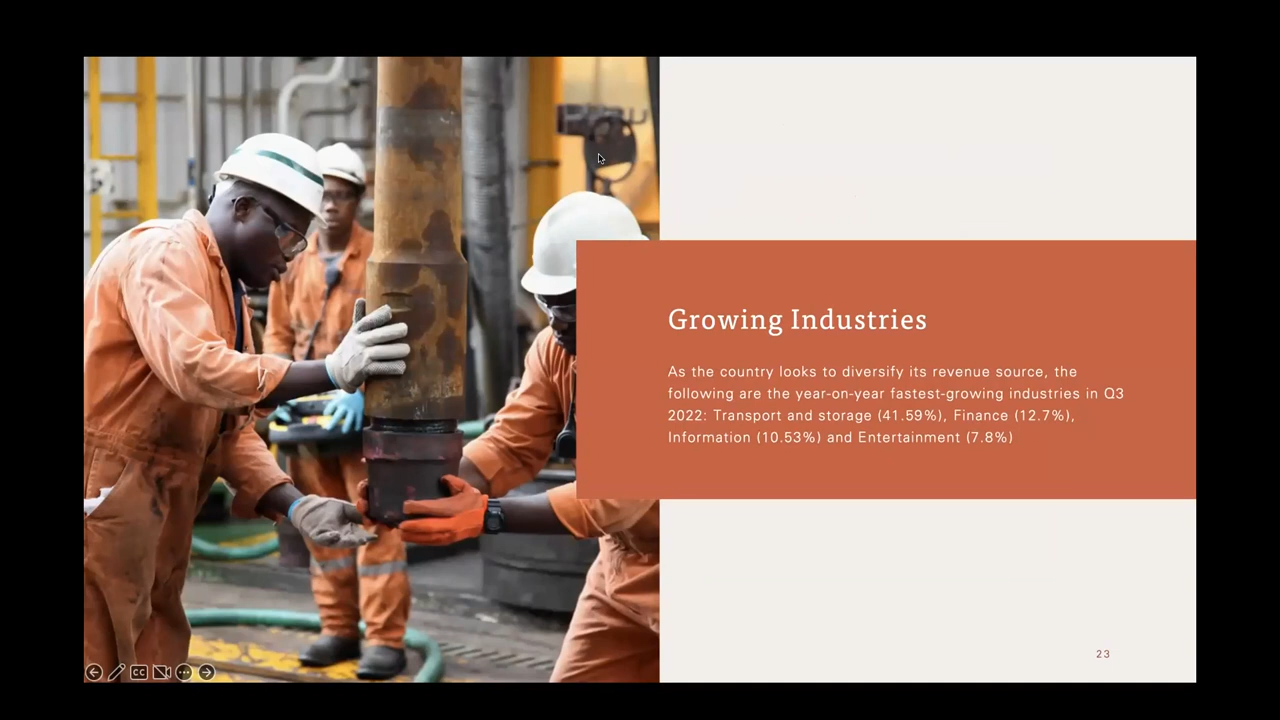 Growing Industries
As the country looks to diversify its revenue source, the
following are the year-on-year fastest-growing industries in Q3
2022: Transport and storage (41.59%), Finance (12.7%),
Information (10.53%) and Entertainment (7.8%)
23
CC